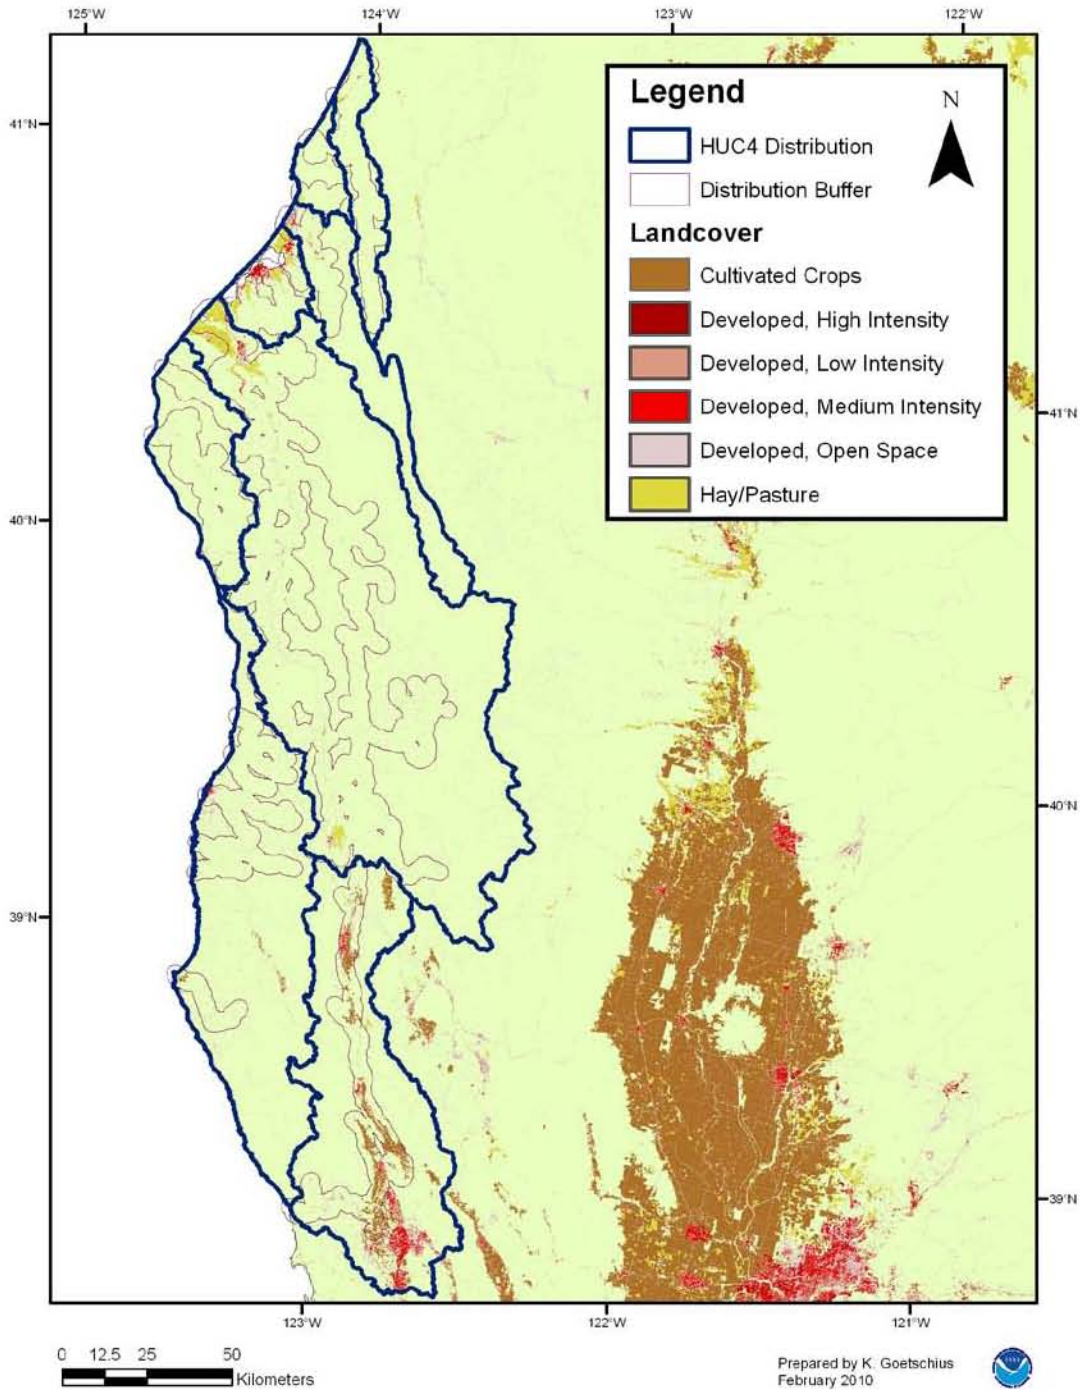 125°W 124°W 123°W 122°W
41°N
40°N
39°N
Legend
N
HUC4 Distribution
Distribution Buffer
Landcover
Cultivated Crops
Developed, High Intensity
Developed, Low Intensity
Developed, Medium Intensity
Developed, Open Space
Hay/Pasture
41°N
40°N
39°N
123°W 122°W 121°W
0 12.5 25 50
Kilometers
Prepared by K. Goetschius
February 2010